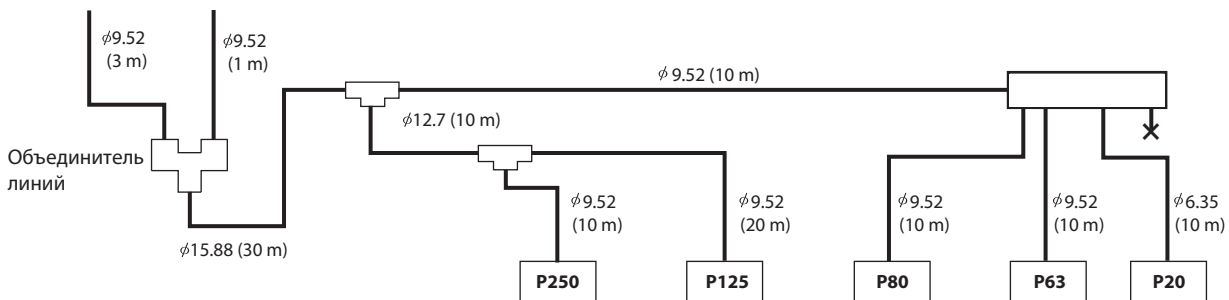 φ9.52
(3 m)
φ9.52
(1 m)
φ 9.52 (10 m)
φ12.7 (10 m)
Объединитель
линий
φ15.88 (30 m)
φ9.52
(10 m)
φ9.52
(20 m)
φ9.52
(10 m)
φ9.52
(10 m)
φ6.35
(10 m)
P250
P125
P80
P63
P20